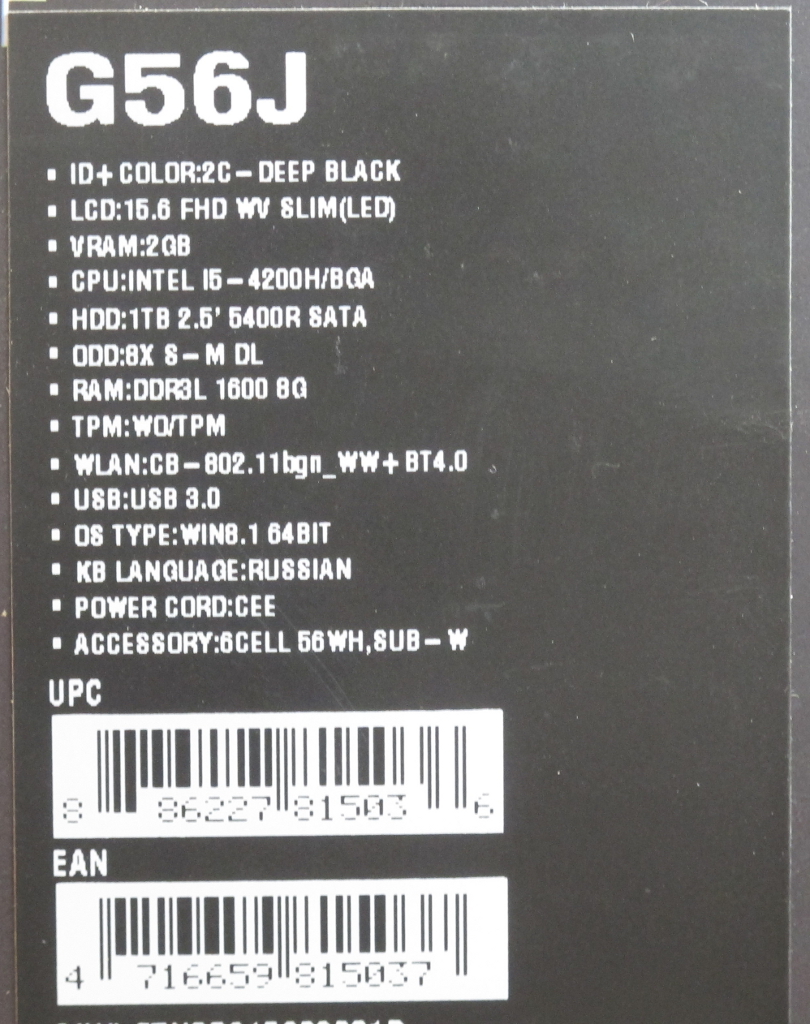 G56J
▪ ID+COLOR:2C-DEEP BLACK
▪ LCD:15.6 FHD WV SLIM(LED)
▪ VRAM:2GB
▪ CPU:INTEL I5-4200H/BGA
▪ HDD:1TB 2.5' 5400R SATA
▪ ODD:8X S-M DL
▪ RAM:DDR3L 1600 8G
▪ TPM:WO/TPM
▪ WLAN:CB-802.11bgn_WW+BT4.0
▪ USB:USB 3.0
▪ OS TYPE:WIN8.1 64BIT
▪ KB LANGUAGE:RUSSIAN
▪ POWER CORD:CEE
▪ ACCESSORY:6CELL 56WH,SUB-W
UPC
8 86227 81503 6
EAN
4 716659 815037